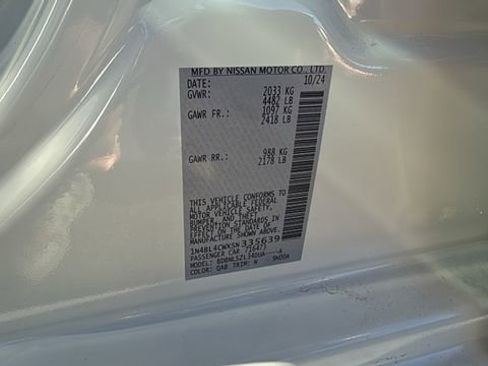 MFD BY NISSAN MOTOR CO., LTD.
DATE: 10/24
GVWR: 2033 KG
4482 LB
GAWR FR.: 1097 KG
2418 LB
GAWR RR.: 988 KG
2178 LB
THIS VEHICLE CONFORMS TO
ALL APPLICABLE FEDERAL
MOTOR VEHICLE SAFETY,
BUMPER, AND THEFT
PREVENTION STANDARDS IN
EFFECT ON THE DATE OF
MANUFACTURE SHOWN ABOVE.
1N4BL4CWXSN335639
PASSENGER CAR
MODEL:
COLOR: QAB TRIM: W